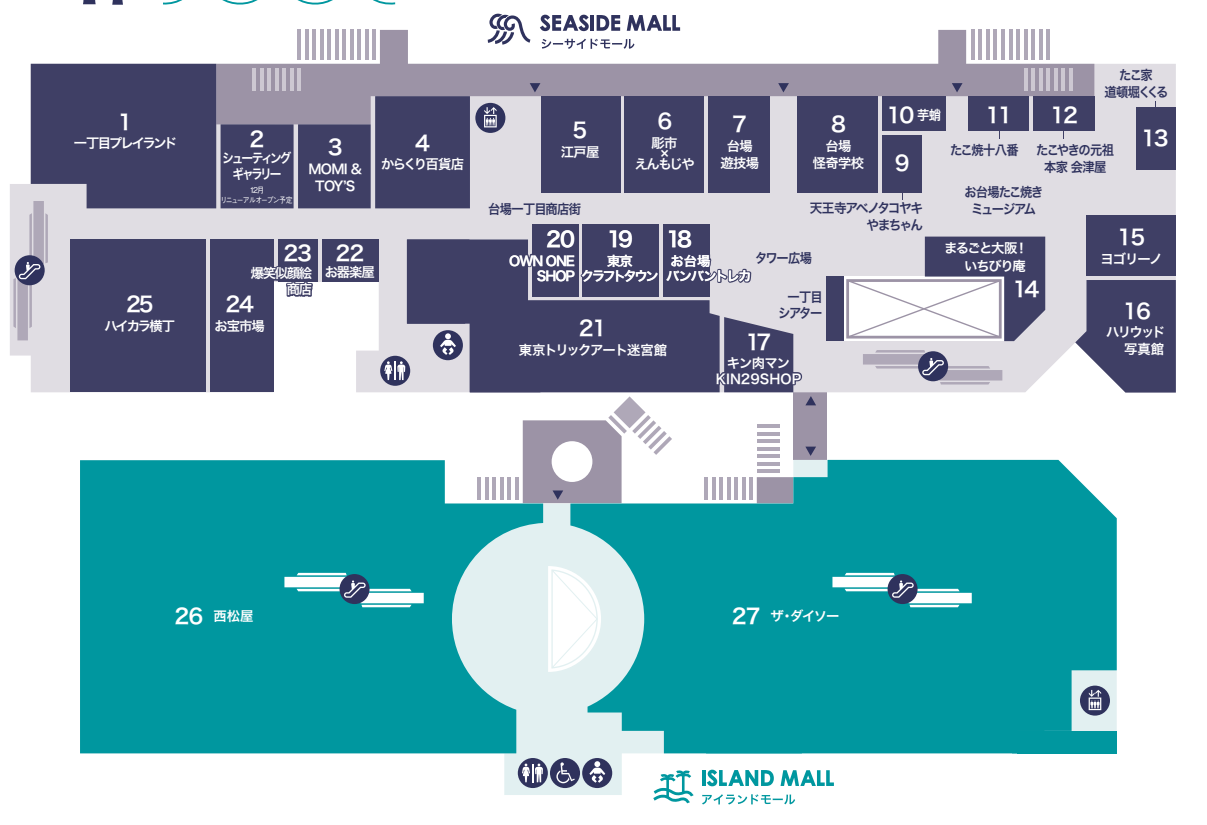 SEASIDE MALL
シーサイドモール
1
一丁目プレイランド
2
シューティング
ギャラリー
12月
リニューアルオープン予定
3
MOMI &
TOY'S
4
からくり百貨店
5
江戸屋
6
彫市
×
えんもじや
7
台場
遊技場
8
台場
怪奇学校
10 芋蛸
9
天王寺アベノタコヤキ
やまちゃん
11
たこ焼十八番
12
たこやきの元祖
本家 会津屋
たこ家
道頓堀くくる
13
お台場たこ焼き
ミュージアム
台場一丁目商店街
20
OWN ONE
SHOP
19
東京
クラフトタウン
18
お台場
バンバントレカ
タワー広場
まるごと大阪!
いちびり庵
14
一丁目
シアター
15
ヨゴリーノ
16
ハリウッド
写真館
25
ハイカラ横丁
24
お宝市場
23
爆笑似顔絵
商店
22
お器楽屋
21
東京トリックアート迷宮館
17
キン肉マン
KIN29SHOP
26 西松屋
27 ザ・ダイソー
ISLAND MALL
アイランドモール